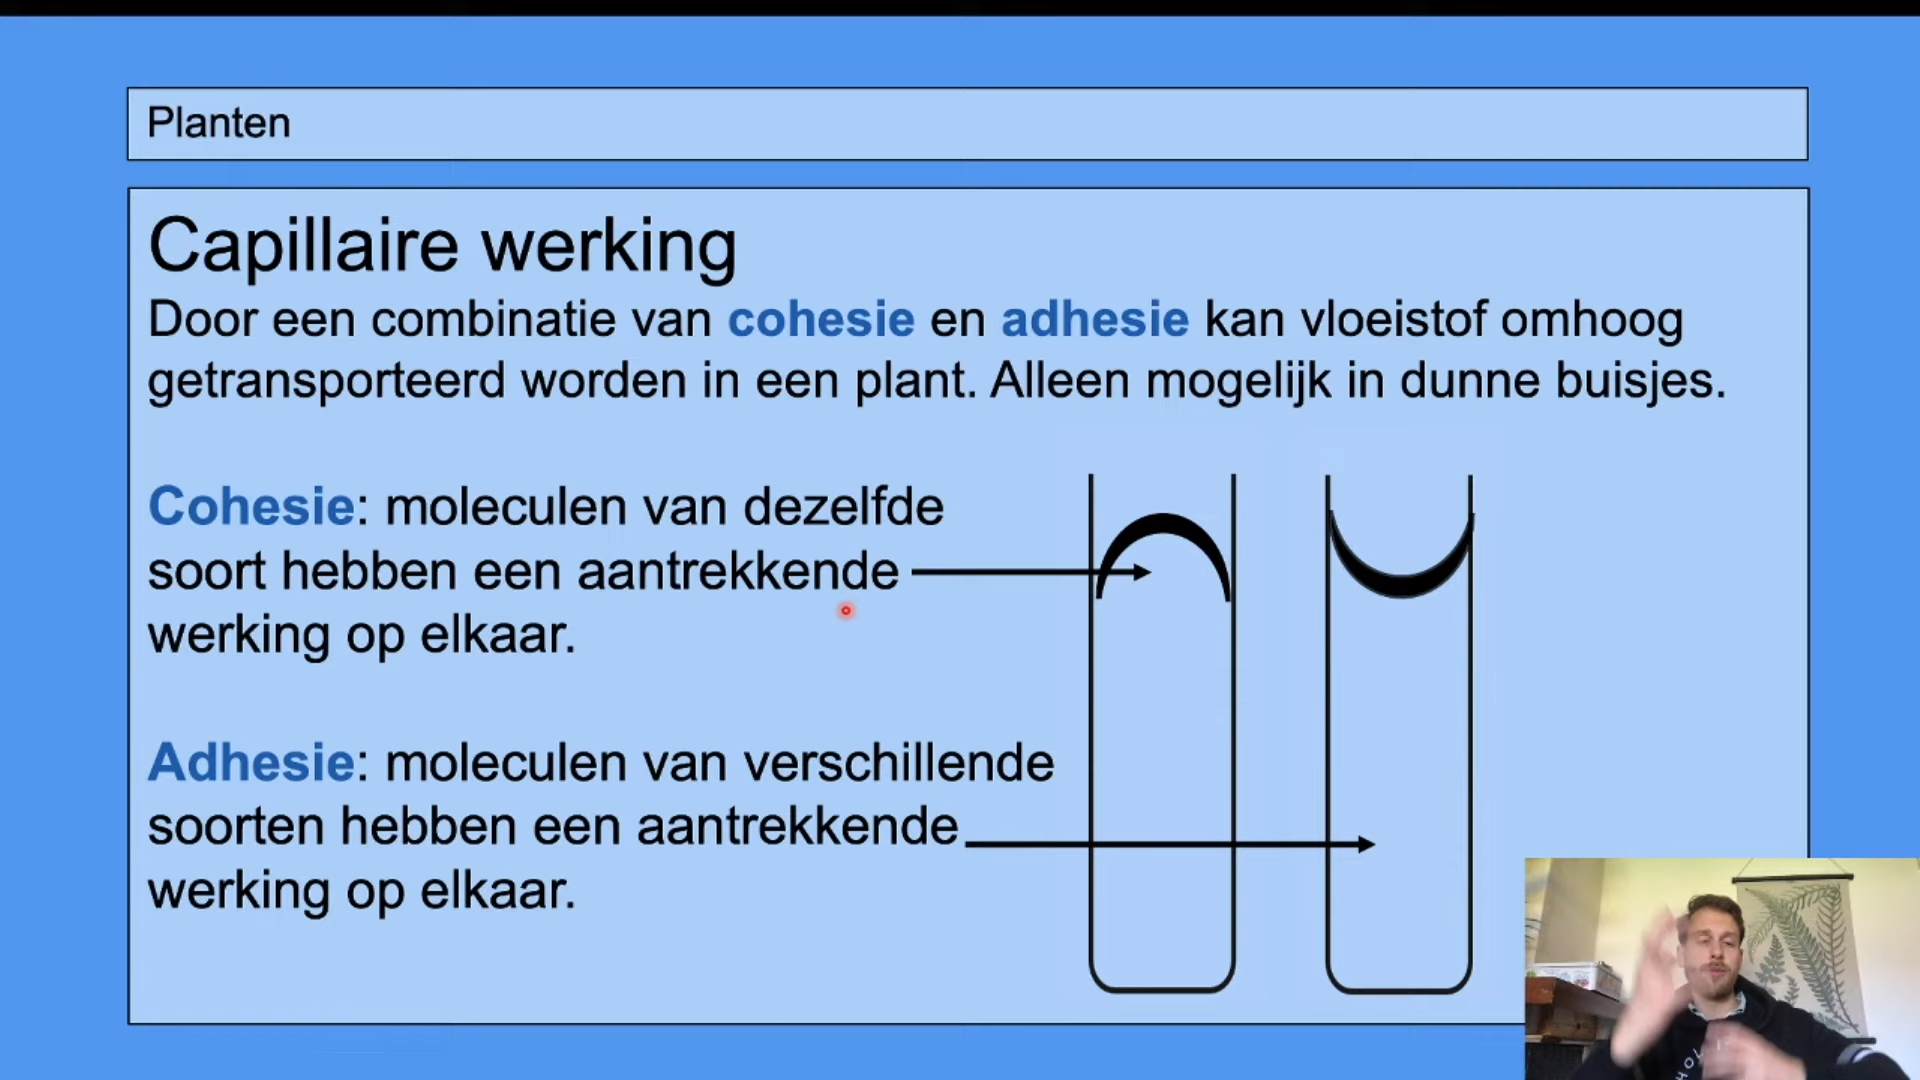 Planten
Capillaire werking
Door een combinatie van cohesie en adhesie kan vloeistof omhoog
getransporteerd worden in een plant. Alleen mogelijk in dunne buisjes.
Cohesie: moleculen van dezelfde
soort hebben een aantrekkende
werking op elkaar.
Adhesie: moleculen van verschillende
soorten hebben een aantrekkende
werking op elkaar.